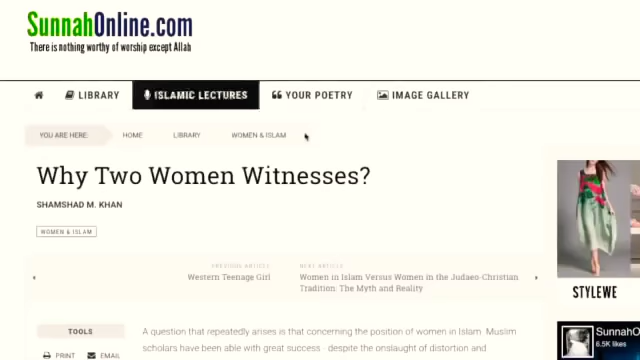 SunnahOnline.com
There is nothing worthy of worship except Allah
LIBRARY
ISLAMIC LECTURES
YOUR POETRY
IMAGE GALLERY
YOU ARE HERE:
HOME
LIBRARY
WOMEN & ISLAM
Why Two Women Witnesses?
SHAMSHAD M. KHAN
WOMEN & ISLAM
PREVIOUS ARTICLE
Western Teenage Girl
NEXT ARTICLE
Women in Islam Versus Women in the Judaeo-Christian
Tradition: The Myth and Reality
STYLEWE
TOOLS
PRINT
EMAIL
A question that repeatedly arises is that concerning the position of women in Islam. Muslim
scholars have been able with great success - despite the onslaught of distortion and
SunnahO
6.5K likes